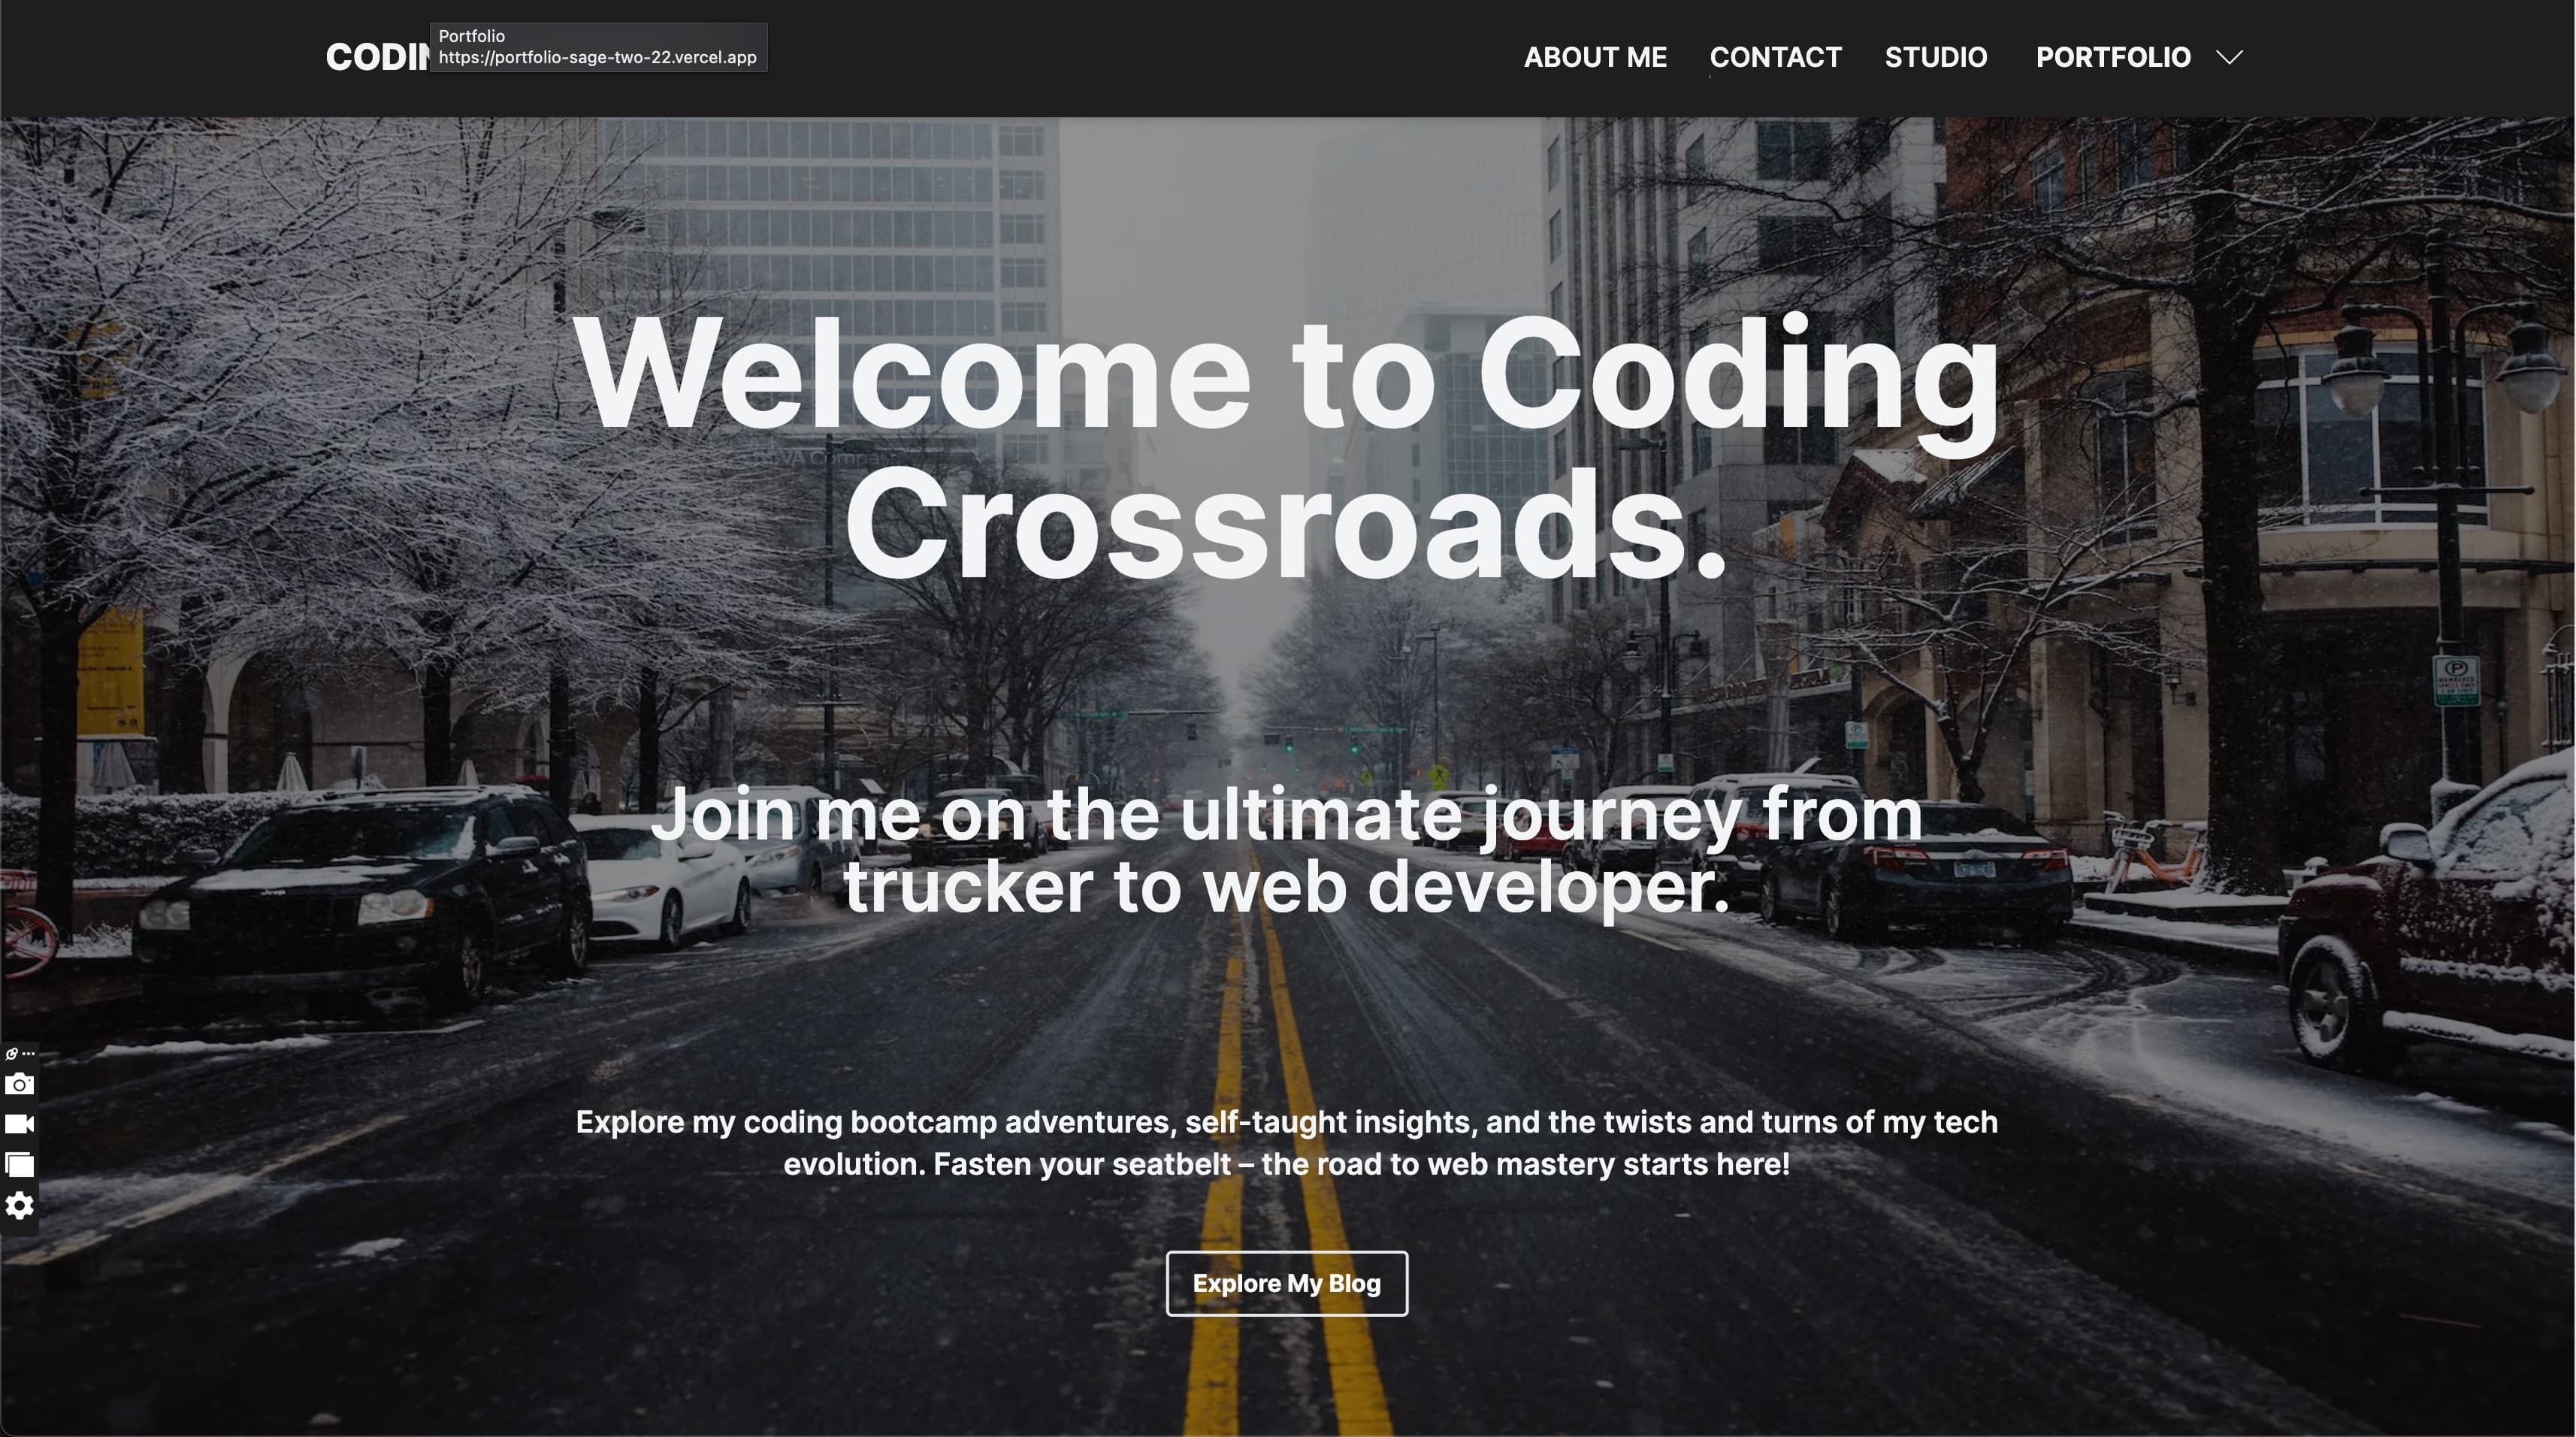 Portfolio
https://portfolio-sage-two-22.vercel.app
ABOUT ME
CONTACT
STUDIO
PORTFOLIO
Welcome to Coding
Crossroads.
Join me on the ultimate journey from
trucker to web developer.
Explore my coding bootcamp adventures, self-taught insights, and the twists and turns of my tech
evolution. Fasten your seatbelt – the road to web mastery starts here!
Explore My Blog